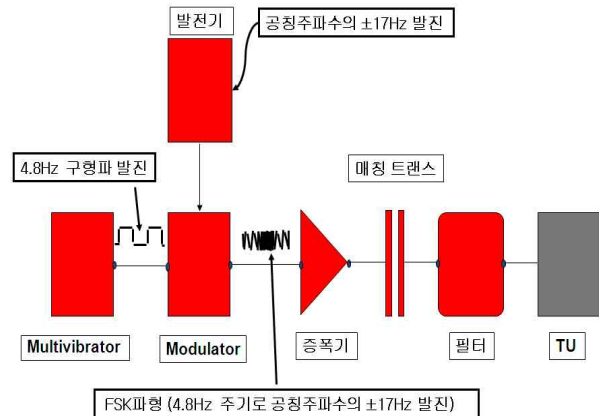 발전기
공칭주파수의 ±17Hz 발진
4.8Hz 구형파 발진
매칭 트랜스
Multivibrator
Modulator
증폭기
필터
TU
FSK파형 (4.8Hz 주기로 공칭주파수의 ±17Hz 발진)